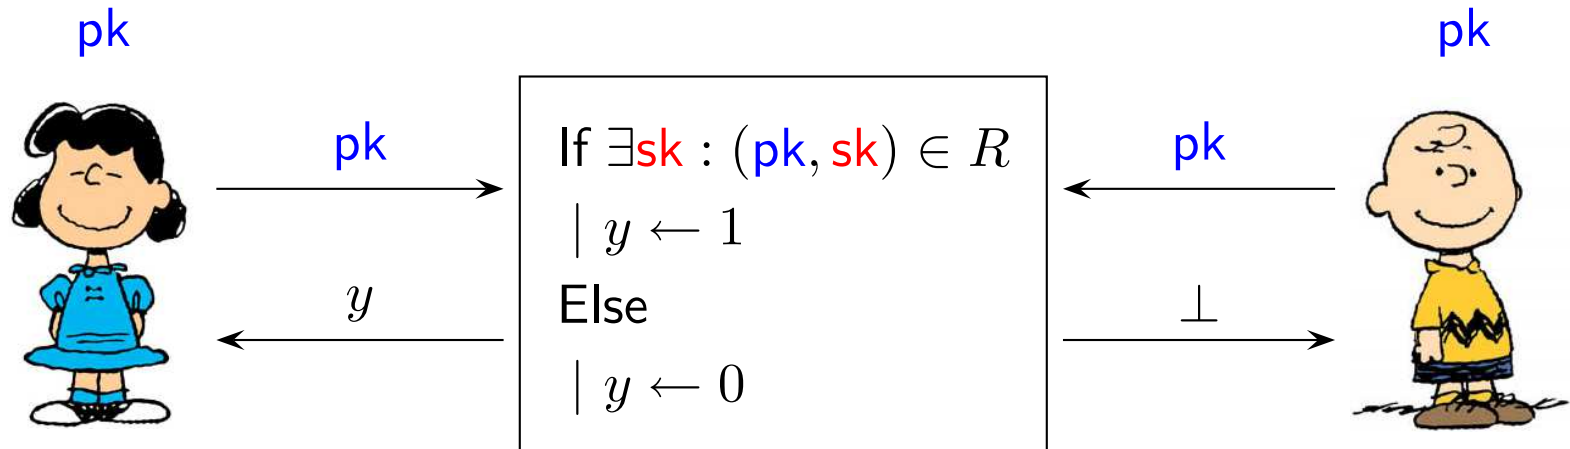 pk pk
pk If ∃sk : (pk, sk) ∈ R pk
| y ← 1
y Else ⊥
| y ← 0